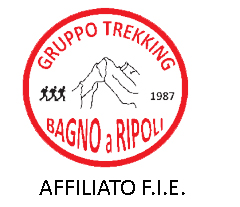 GRUPPO TREKKING
1987
BAGNO a RIPOLI
AFFILIATO F.I.E.